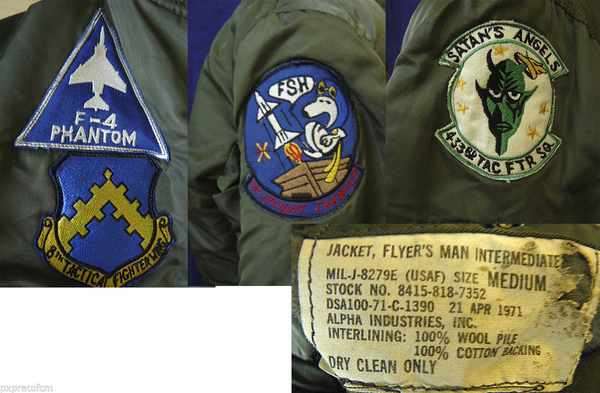 F-4
PHANTOM
8TH TACTICAL FIGHTER WING
FSH
SATAN'S ANGELS
433RD TAC FTR SQ.
JACKET, FLYER'S MAN INTERMEDIATE
MIL-J-8279E (USAF) SIZE MEDIUM
STOCK NO. 8415-818-7352
DSA100-71-C-1390 21 APR 1971
ALPHA INDUSTRIES, INC.
INTERLINING: 100% WOOL PILE
100% COTTON BACKING
DRY CLEAN ONLY
pxpratofcm